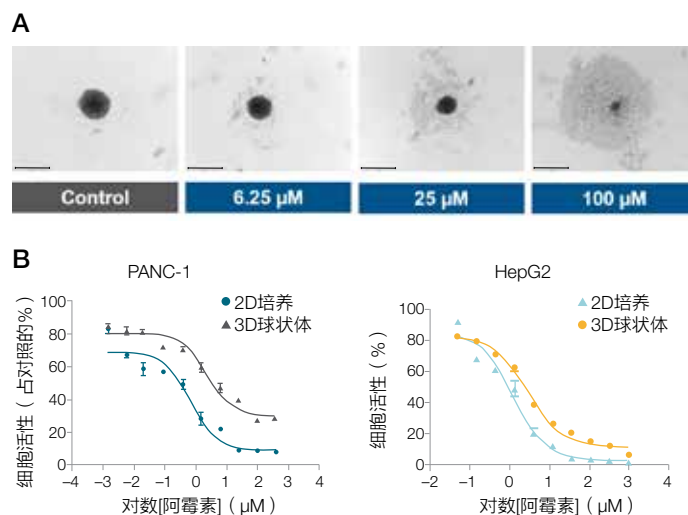 A
Control
6.25 µM
25 µM
100 µM
B
PANC-1
2D培养
3D球状体
细胞活性（占对照的%）
100
80
60
40
20
0
–4
–3
–2
–1
0
1
2
3
4
对数[阿霉素]（µM）
HepG2
2D培养
3D球状体
细胞活性（%）
100
80
60
40
20
0
–2
–1
0
1
2
3
4
对数[阿霉素]（µM）